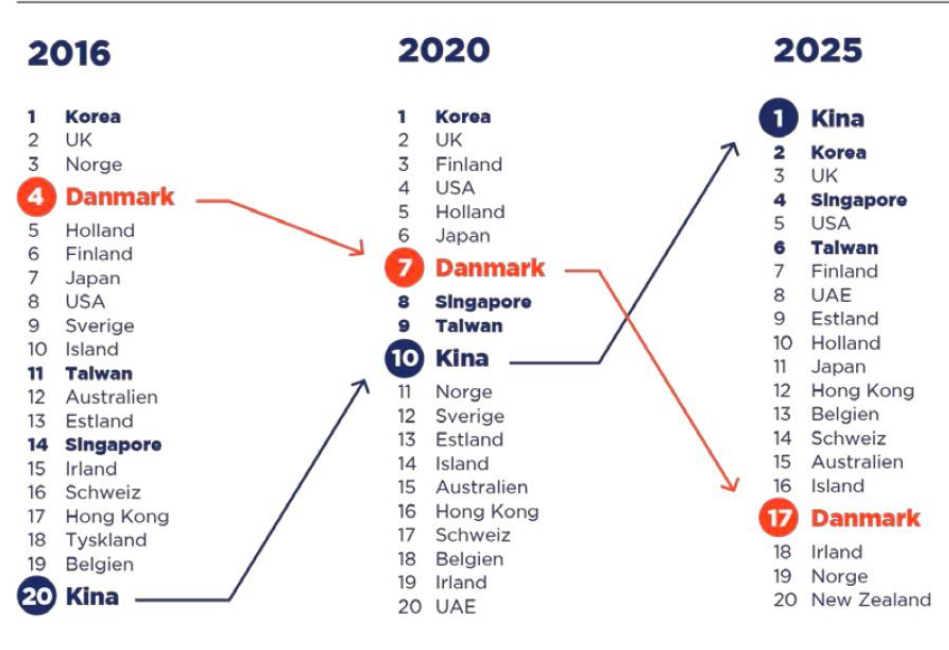 2016
1 Korea
2 UK
3 Norge
4 Danmark
5 Holland
6 Finland
7 Japan
8 USA
9 Sverige
10 Island
11 Taiwan
12 Australien
13 Estland
14 Singapore
15 Irland
16 Schweiz
17 Hong Kong
18 Tyskland
19 Belgien
20 Kina
2020
1 Korea
2 UK
3 Finland
4 USA
5 Holland
6 Japan
7 Danmark
8 Singapore
9 Taiwan
10 Kina
11 Norge
12 Sverige
13 Estland
14 Island
15 Australien
16 Hong Kong
17 Schweiz
18 Belgien
19 Irland
20 UAE
2025
1 Kina
2 Korea
3 UK
4 Singapore
5 USA
6 Taiwan
7 Finland
8 UAE
9 Estland
10 Holland
11 Japan
12 Hong Kong
13 Belgien
14 Schweiz
15 Australien
16 Island
17 Danmark
18 Irland
19 Norge
20 New Zealand